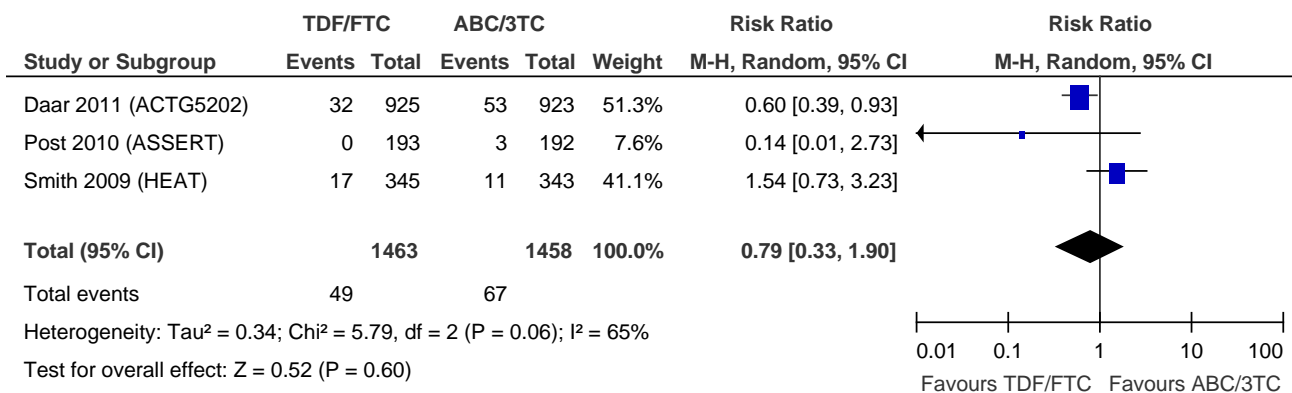 TDF/FTC ABC/3TC Risk Ratio Risk Ratio
Study or Subgroup Events Total Events Total Weight M-H, Random, 95% CI M-H, Random, 95% CI
Daar 2011 (ACTG5202) 32 925 53 923 51.3% 0.60 [0.39, 0.93]
Post 2010 (ASSERT) 0 193 3 192 7.6% 0.14 [0.01, 2.73]
Smith 2009 (HEAT) 17 345 11 343 41.1% 1.54 [0.73, 3.23]
Total (95% CI) 1463 1458 100.0% 0.79 [0.33, 1.90]
Total events 49 67
Heterogeneity: Tau² = 0.34; Chi² = 5.79, df = 2 (P = 0.06); I² = 65%
Test for overall effect: Z = 0.52 (P = 0.60)
0.01 0.1 1 10 100
Favours TDF/FTC Favours ABC/3TC